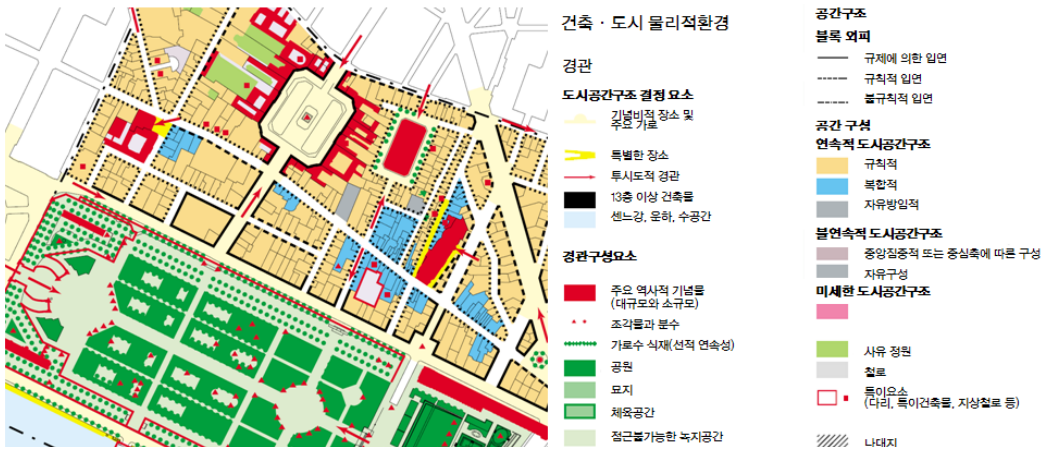 건축 · 도시 물리적환경
경관
도시공간구조 결정 요소
기념비적 장소 및
주요 가로
특별한 장소
투시도적 경관
13층 이상 건축물
센느강, 운하, 수공간
경관구성요소
주요 역사적 기념물
(대규모와 소규모)
조각물과 분수
가로수 식재(선적 연속성)
공원
묘지
체육공간
접근불가능한 녹지공간
공간구조
블록 외피
규제에 의한 입면
규칙적 입면
불규칙적 입면
공간 구성
연속적 도시공간구조
규칙적
복합적
자유방임적
불연속적 도시공간구조
중앙집중적 또는 중심축에 따른 구성
자유구성
미세한 도시공간구조
사유 정원
철로
특이요소
(다리, 특이건축물, 지상철로 등)
나대지